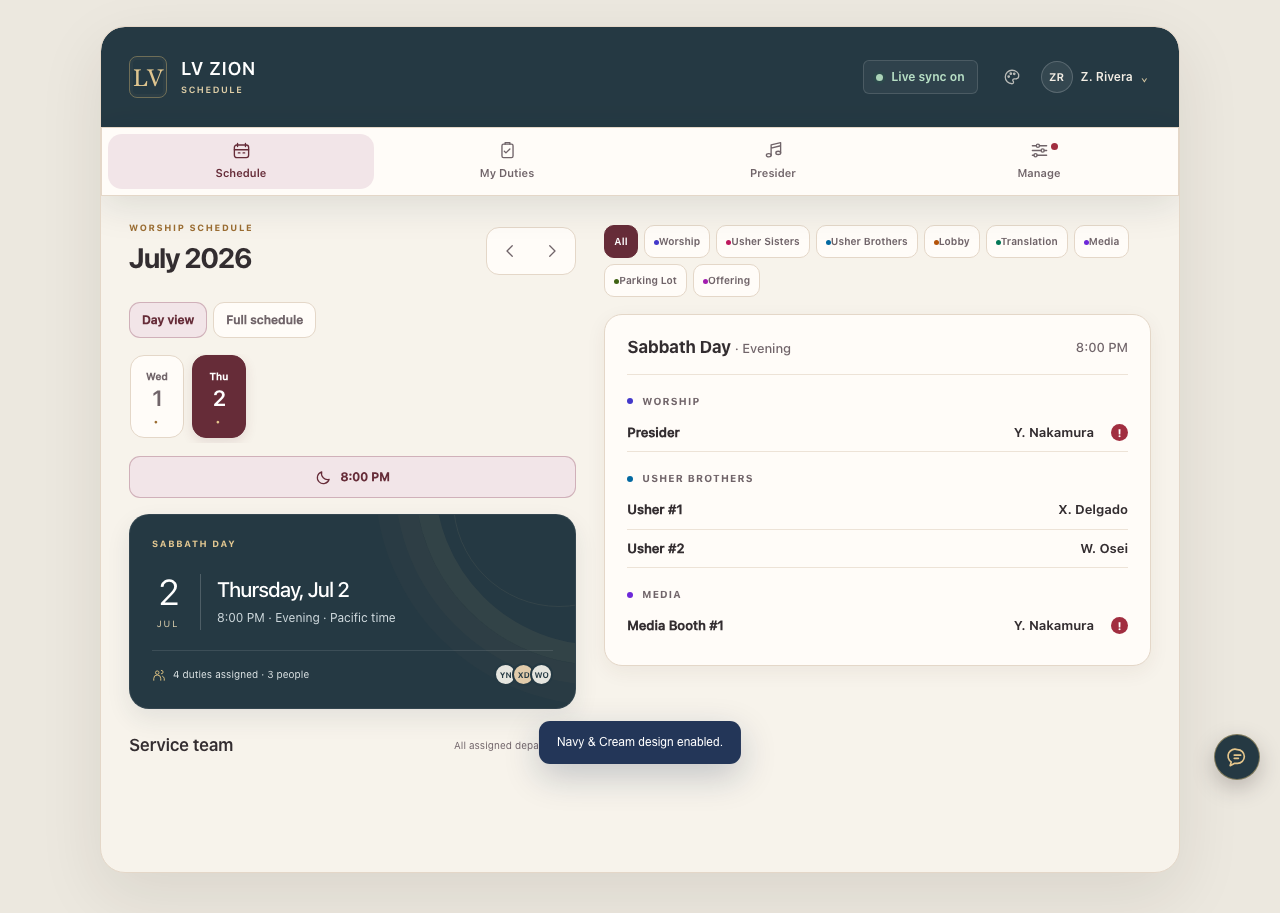 LV
LV ZION
SCHEDULE
Live sync on
ZR
Z. Rivera
Schedule
My Duties
Presider
Manage
WORSHIP SCHEDULE
July 2026
Day view
Full schedule
Wed
1
Thu
2
8:00 PM
SABBATH DAY
2
JUL
Thursday, Jul 2
8:00 PM · Evening · Pacific time
4 duties assigned · 3 people
YN
XD
WO
Service team
All assigned depa
All
Worship
Usher Sisters
Usher Brothers
Lobby
Translation
Media
Parking Lot
Offering
Sabbath Day · Evening
8:00 PM
WORSHIP
Presider
Y. Nakamura
!
USHER BROTHERS
Usher #1
X. Delgado
Usher #2
W. Osei
MEDIA
Media Booth #1
Y. Nakamura
!
Navy & Cream design enabled.